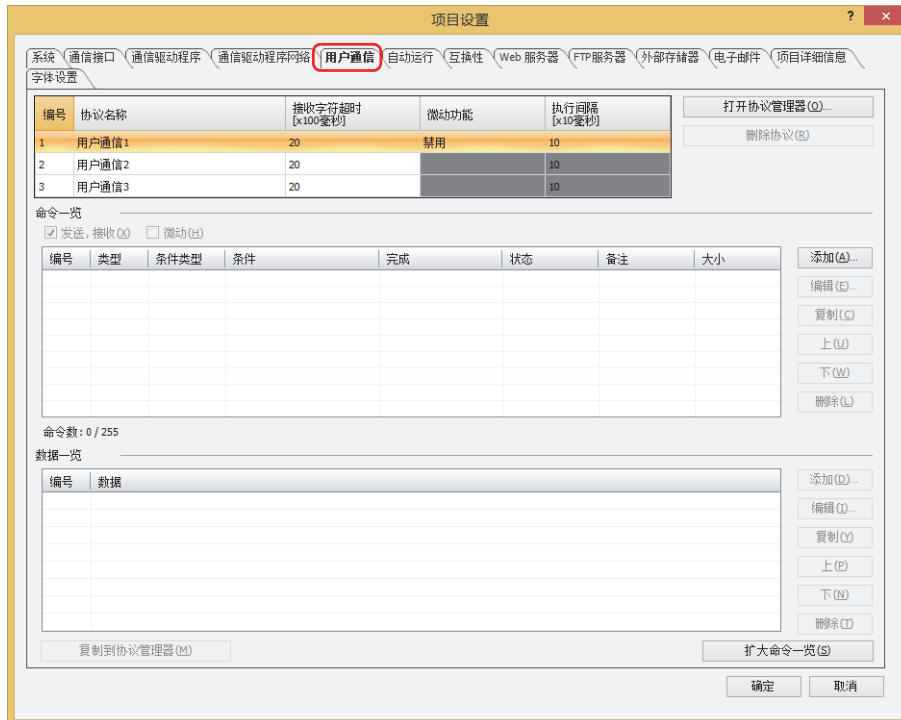 项目设置
? ×
系统 通信接口 通信驱动程序 通信驱动程序网络 用户通信 自动运行 互换性 Web 服务器 FTP服务器 外部存储器 电子邮件 项目详细信息
字体设置
编号 协议名称 接收字符超时 [x100毫秒] 微动功能 执行间隔 [x10毫秒]
1 用户通信1 20 禁用 10
2 用户通信2 20 10
3 用户通信3 20 10
打开协议管理器(O)...
删除协议(R)
命令一览
发送, 接收(X) 微动(H)
编号 类型 条件类型 条件 完成 状态 备注 大小
添加(A)...
编辑(E)...
复制(C)
上(U)
下(W)
删除(L)
命令数: 0 / 255
数据一览
编号 数据
添加(D)...
编辑(I)...
复制(Y)
上(P)
下(N)
删除(T)
复制到协议管理器(M)
扩大命令一览(S)
确定 取消